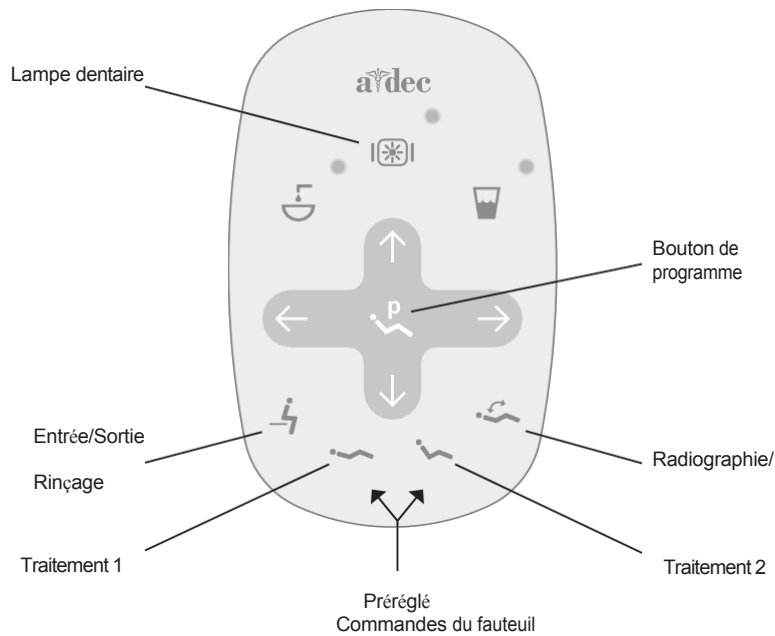 Lampe dentaire
a dec
Bouton de
programme
p
Entrée/Sortie
Rinçage
Radiographie/
Traitement 1
Traitement 2
Préréglé
Commandes du fauteuil